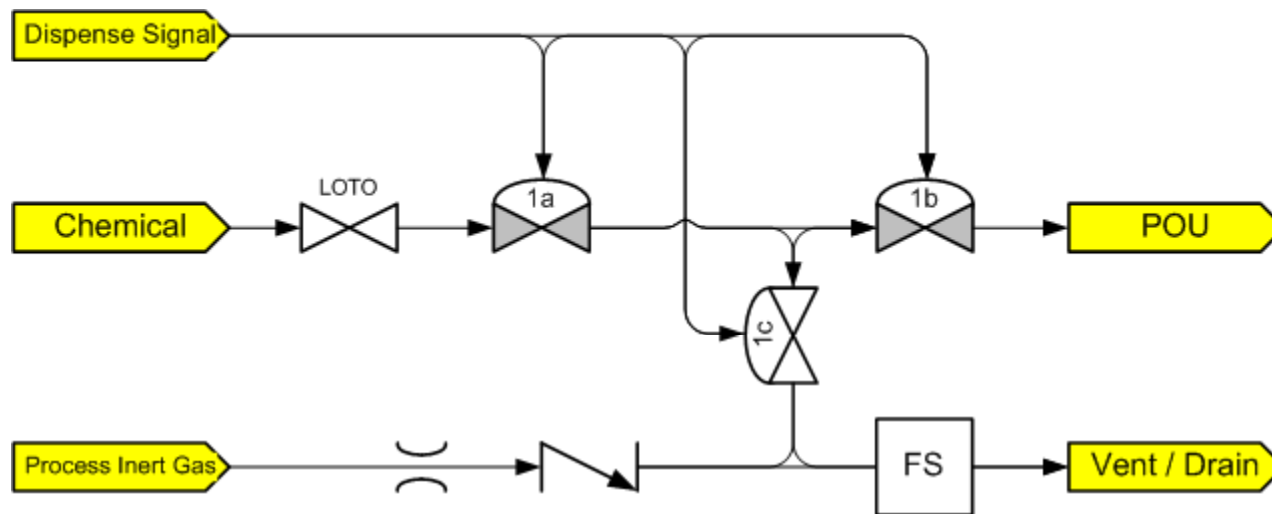 Dispense Signal
LOTO
1a
1b
Chemical
POU
1c
Process Inert Gas
FS
Vent / Drain